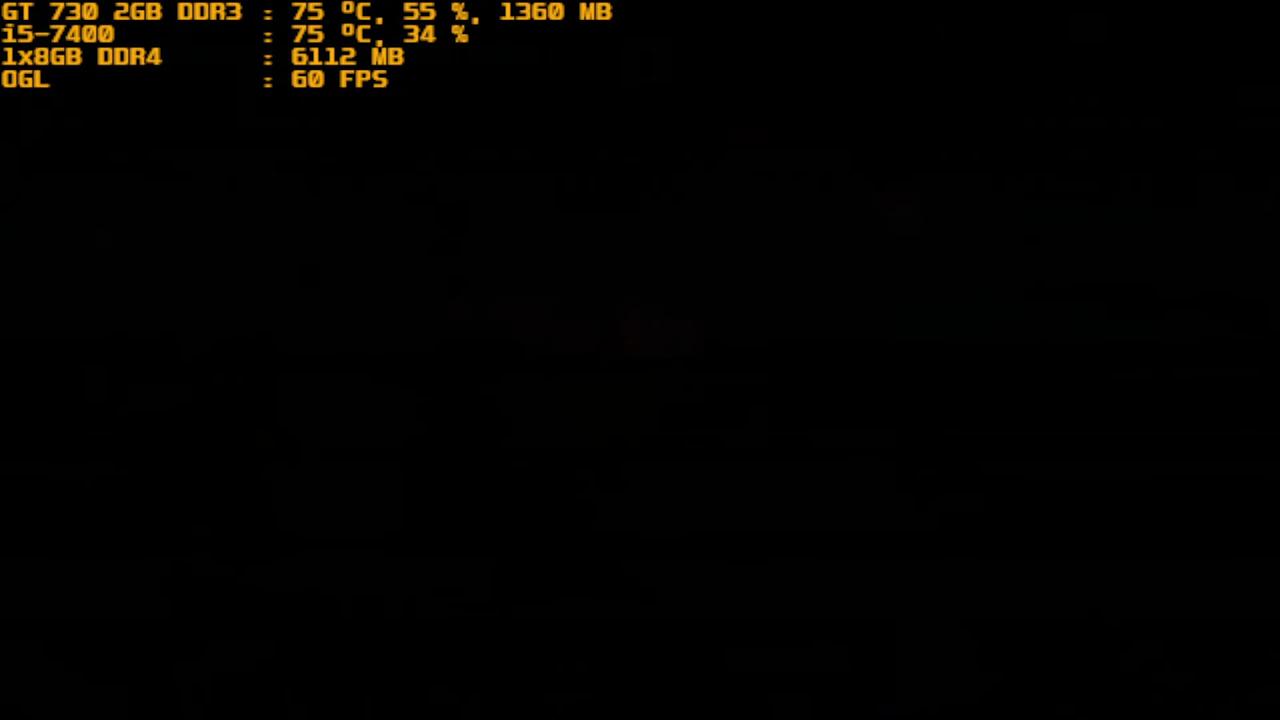 GT 730 2GB DDR3 : 75 ºC, 55 %, 1360 MB
i5-7400 : 75 ºC, 34 %
1x8GB DDR4 : 6112 MB
OGL : 60 FPS